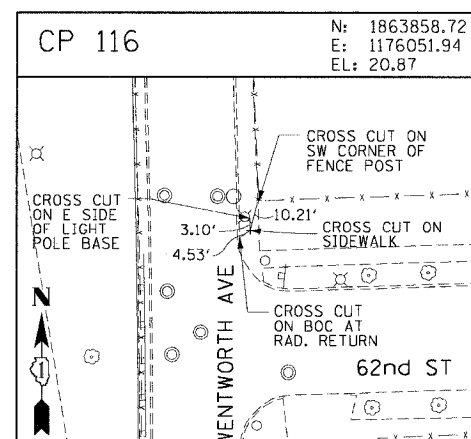 CP 116
N: 1863858.72
E: 1176051.94
EL: 20.87
CROSS CUT ON
SW CORNER OF
FENCE POST
CROSS CUT
ON E SIDE
OF LIGHT
POLE BASE
10.21'
3.10'
4.53'
CROSS CUT ON
SIDEWALK
CROSS CUT
ON BOC AT
RAD. RETURN
N
1
WENTWORTH AVE
62nd ST